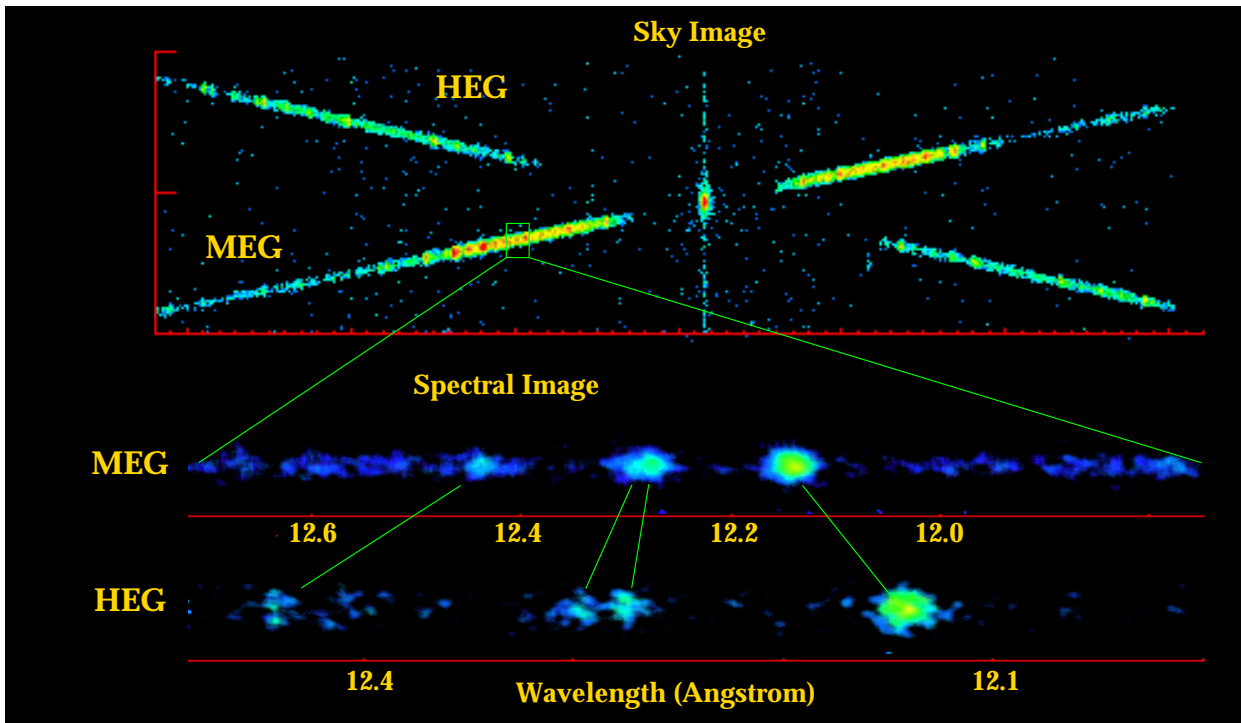 Sky Image
HEG
MEG
Spectral Image
MEG
12.6 12.4 12.2 12.0
HEG
12.4 12.1
Wavelength (Angstrom)